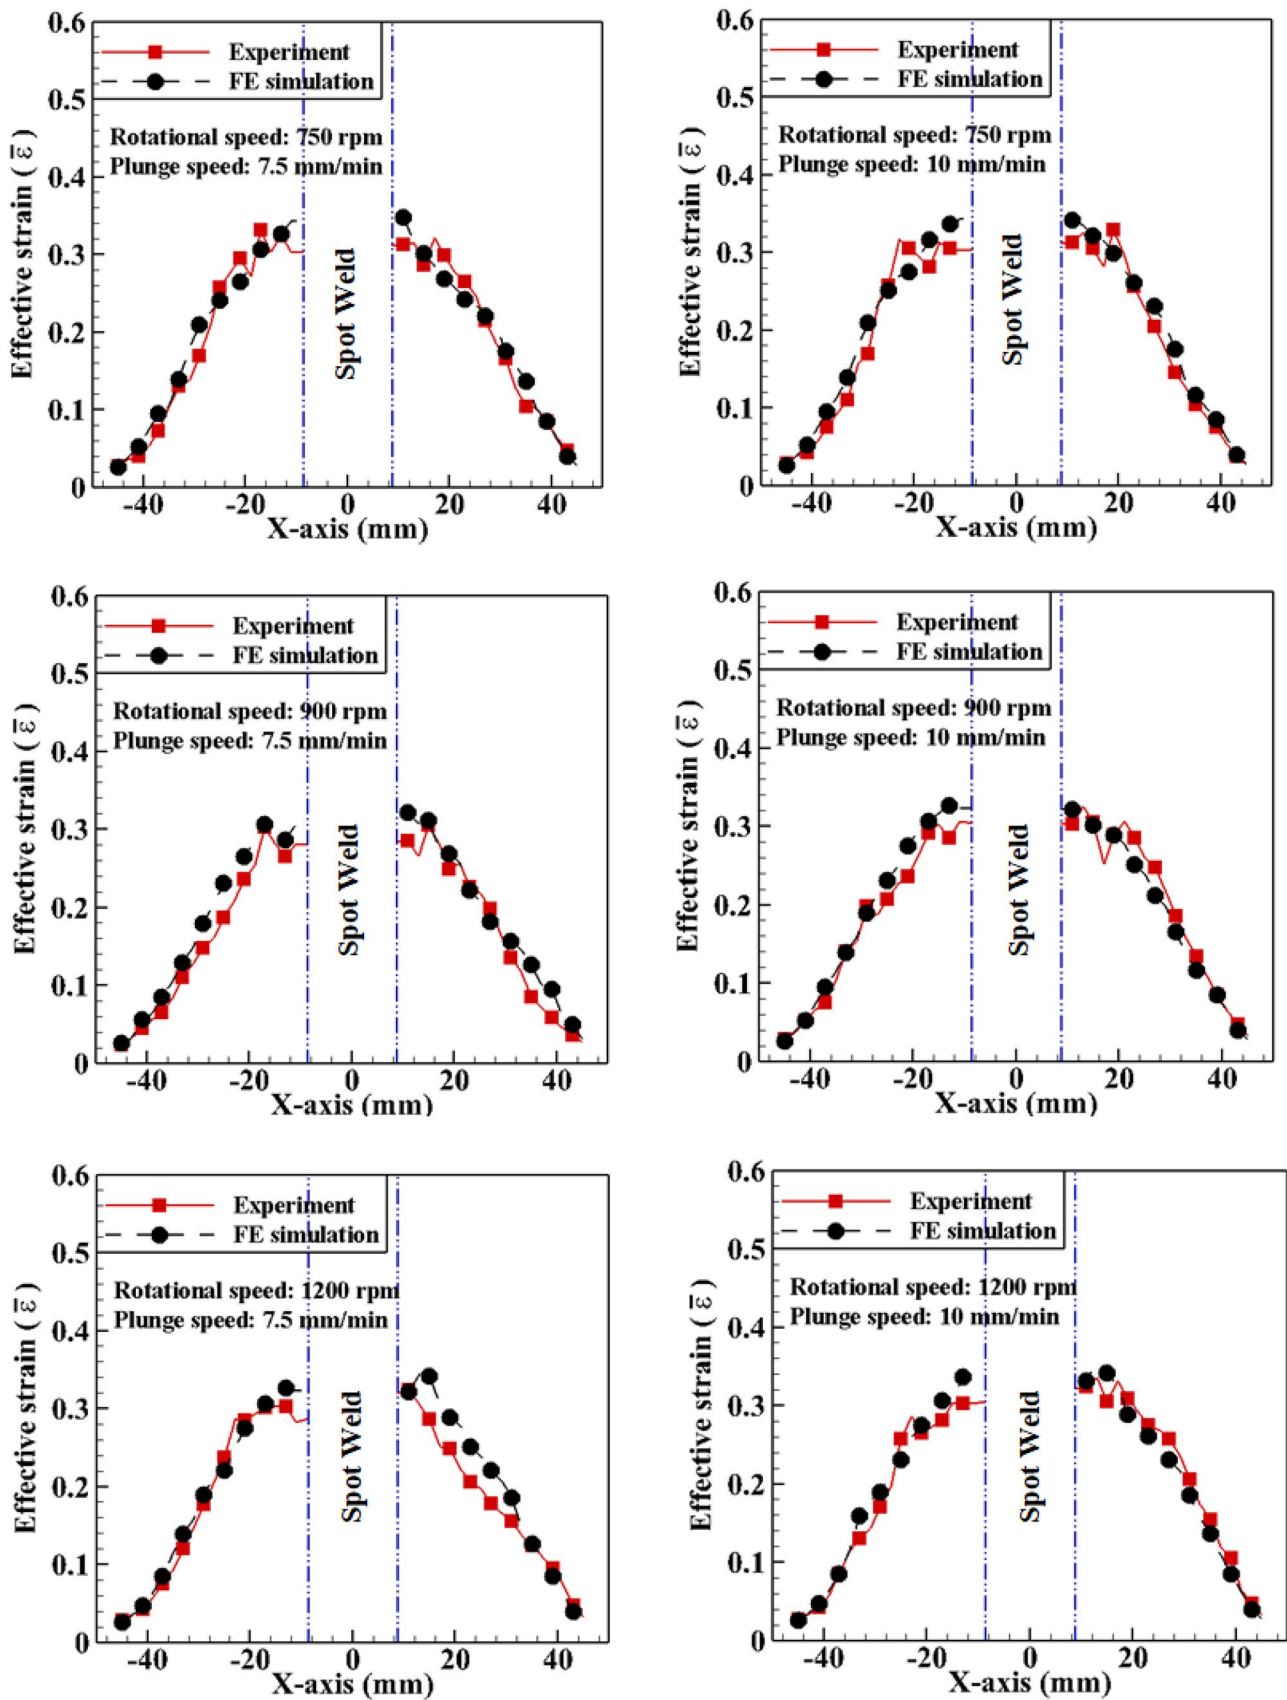 0.6
Experiment
FE simulation
0.5
Rotational speed: 750 rpm
Plunge speed: 7.5 mm/min
0.4
0.3
0.2
0.1
0
Effective strain ( ε̅ )
Spot Weld
-40 -20 0 20 40
X-axis (mm)
0.6
Experiment
FE simulation
0.5
Rotational speed: 750 rpm
Plunge speed: 10 mm/min
0.4
0.3
0.2
0.1
0
Effective strain ( ε̅ )
Spot Weld
-40 -20 0 20 40
X-axis (mm)
0.6
Experiment
FE simulation
0.5
Rotational speed: 900 rpm
Plunge speed: 7.5 mm/min
0.4
0.3
0.2
0.1
0
Effective strain ( ε̅ )
Spot Weld
-40 -20 0 20 40
X-axis (mm)
0.6
Experiment
FE simulation
0.5
Rotational speed: 900 rpm
Plunge speed: 10 mm/min
0.4
0.3
0.2
0.1
0
Effective strain ( ε̅ )
Spot Weld
-40 -20 0 20 40
X-axis (mm)
0.6
Experiment
FE simulation
0.5
Rotational speed: 1200 rpm
Plunge speed: 7.5 mm/min
0.4
0.3
0.2
0.1
0
Effective strain ( ε̅ )
Spot Weld
-40 -20 0 20 40
X-axis (mm)
0.6
Experiment
FE simulation
0.5
Rotational speed: 1200 rpm
Plunge speed: 10 mm/min
0.4
0.3
0.2
0.1
0
Effective strain ( ε̅ )
Spot Weld
-40 -20 0 20 40
X-axis (mm)